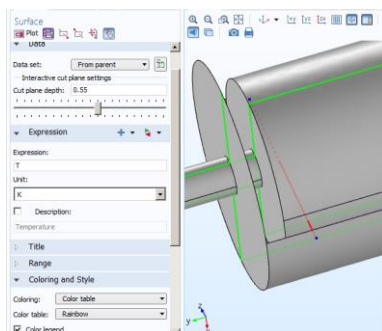 Surface
Plot
Data
Data set: From parent
Interactive cut plane settings
Cut plane depth: 0.55
Expression
Expression:
T
Unit:
K
Description:
Temperature
Title
Range
Coloring and Style
Coloring: Color table
Color table: Rainbow
Color legend
z
y
x